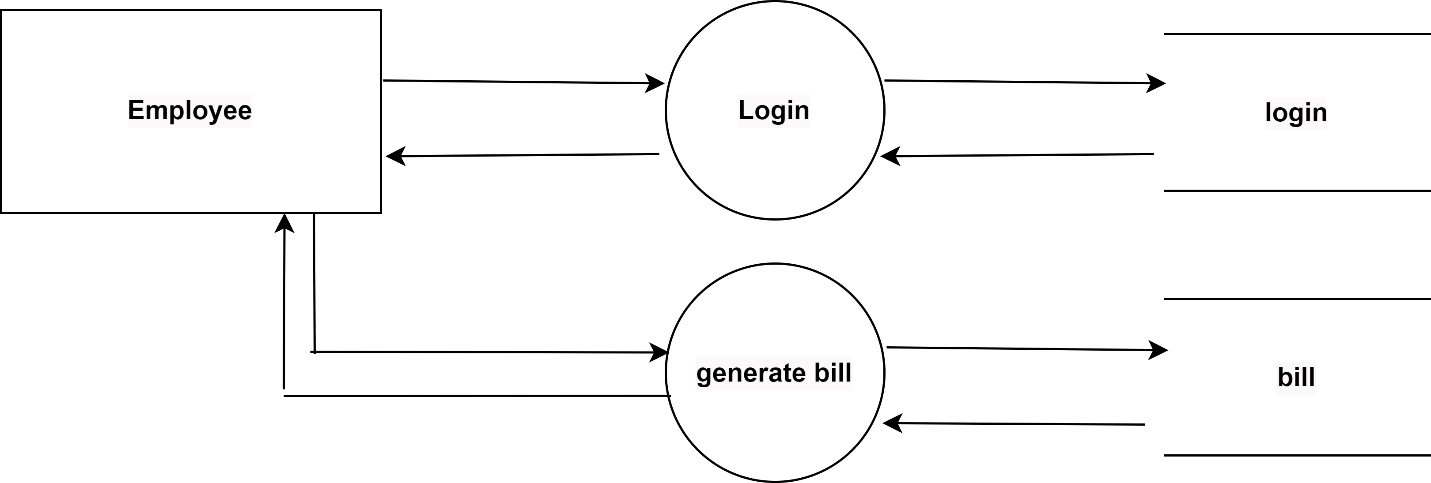 Employee
Login
login
generate bill
bill